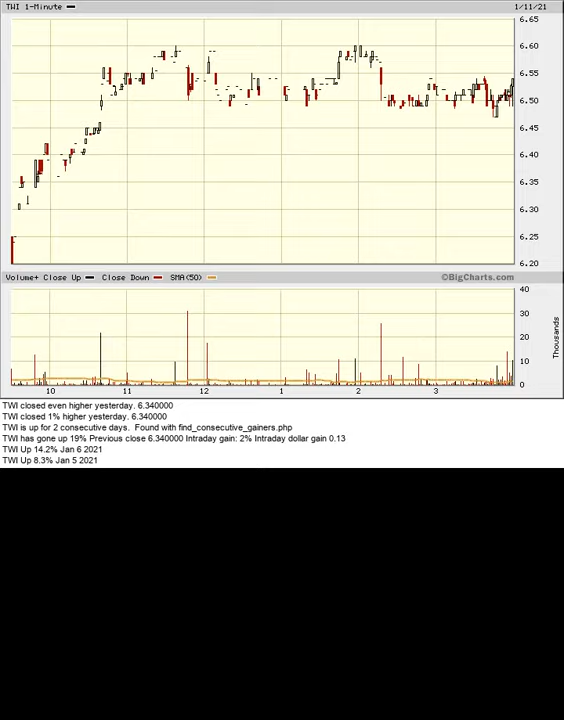 TWI 1-Minute 1/11/21
6.65
6.60
6.55
6.50
6.45
6.40
6.35
6.30
6.25
6.20
Volume+ Close Up Close Down SMA(50) ©BigCharts.com
40
30
20
10
0
Thousands
10 11 12 1 2 3
TWI closed even higher yesterday. 6.340000
TWI closed 1% higher yesterday. 6.340000
TWI is up for 2 consecutive days. Found with find_consecutive_gainers.php
TWI has gone up 19% Previous close 6.340000 Intraday gain: 2% Intraday dollar gain 0.13
TWI Up 14.2% Jan 6 2021
TWI Up 8.3% Jan 5 2021